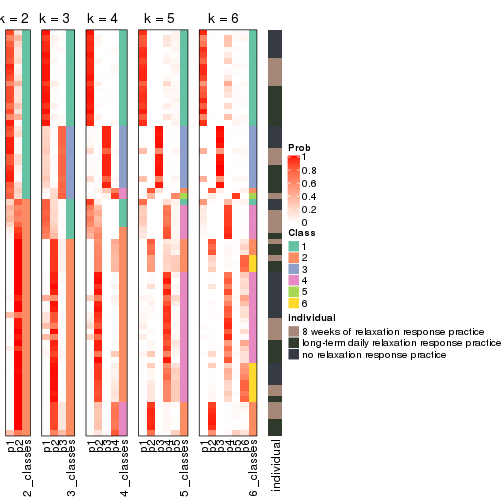 k = 2 k = 3 k = 4 k = 5 k = 6
Prob
1
0.8
0.6
0.4
0.2
0
Class
1
2
3
4
5
6
individual
8 weeks of relaxation response practice
long-term daily relaxation response practice
no relaxation response practice
p1 p2 2_classes p1 p2 p3 3_classes p1 p2 p3 p4 4_classes p1 p2 p3 p4 p5 5_classes p1 p2 p3 p4 p5 p6 6_classes individual